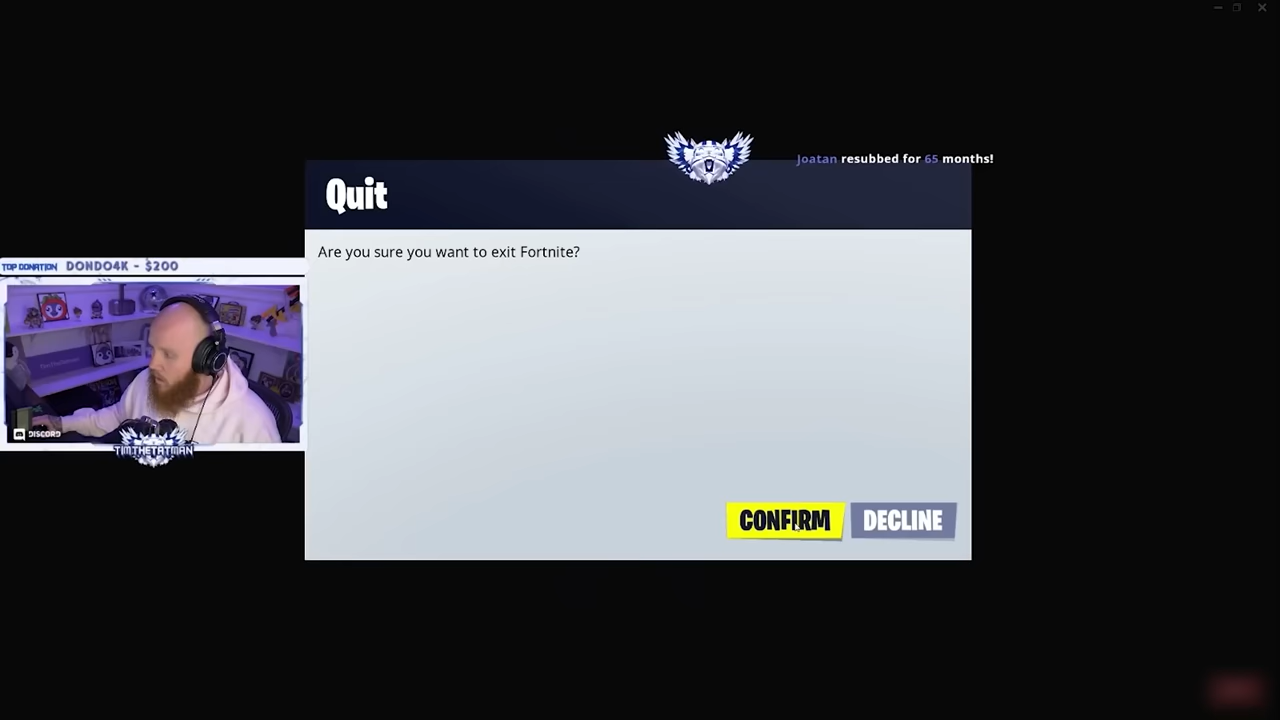 Joatan resubbed for 65 months!
Quit
Are you sure you want to exit Fortnite?
TOP DONATION DONDO4K - $200
DISCORD
TIMTHETATMAN
CONFIRM DECLINE